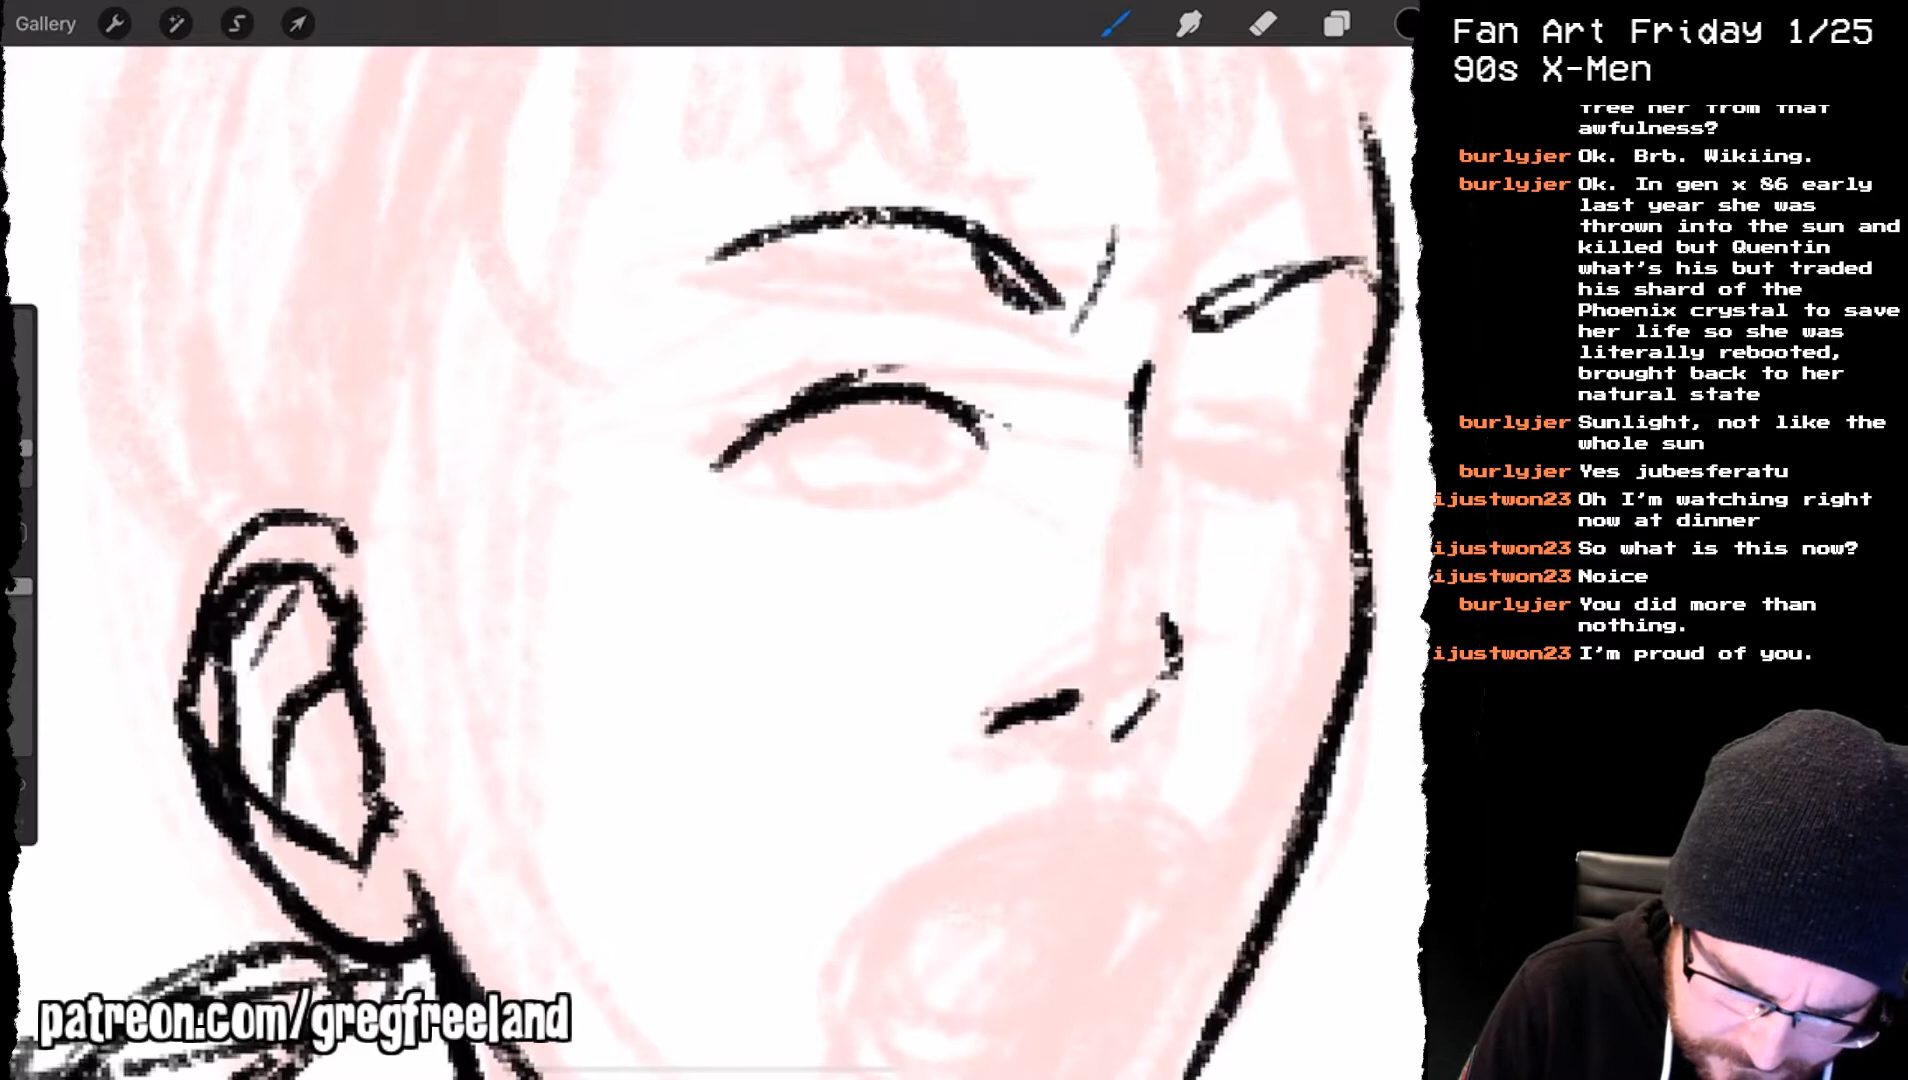 Gallery
Fan Art Friday 1/25
90s X-Men
free her from that
awfulness?
burlyjer Ok. Brb. Wikiing.
burlyjer Ok. In gen x 86 early
last year she was
thrown into the sun and
killed but Quentin
what's his but traded
his shard of the
Phoenix crystal to save
her life so she was
literally rebooted,
brought back to her
natural state
burlyjer Sunlight, not like the
whole sun
burlyjer Yes jubesferatu
ijustwon23 Oh I'm watching right
now at dinner
ijustwon23 So what is this now?
ijustwon23 Noice
burlyjer You did more than
nothing.
ijustwon23 I'm proud of you.
patreon.com/gregfreeland